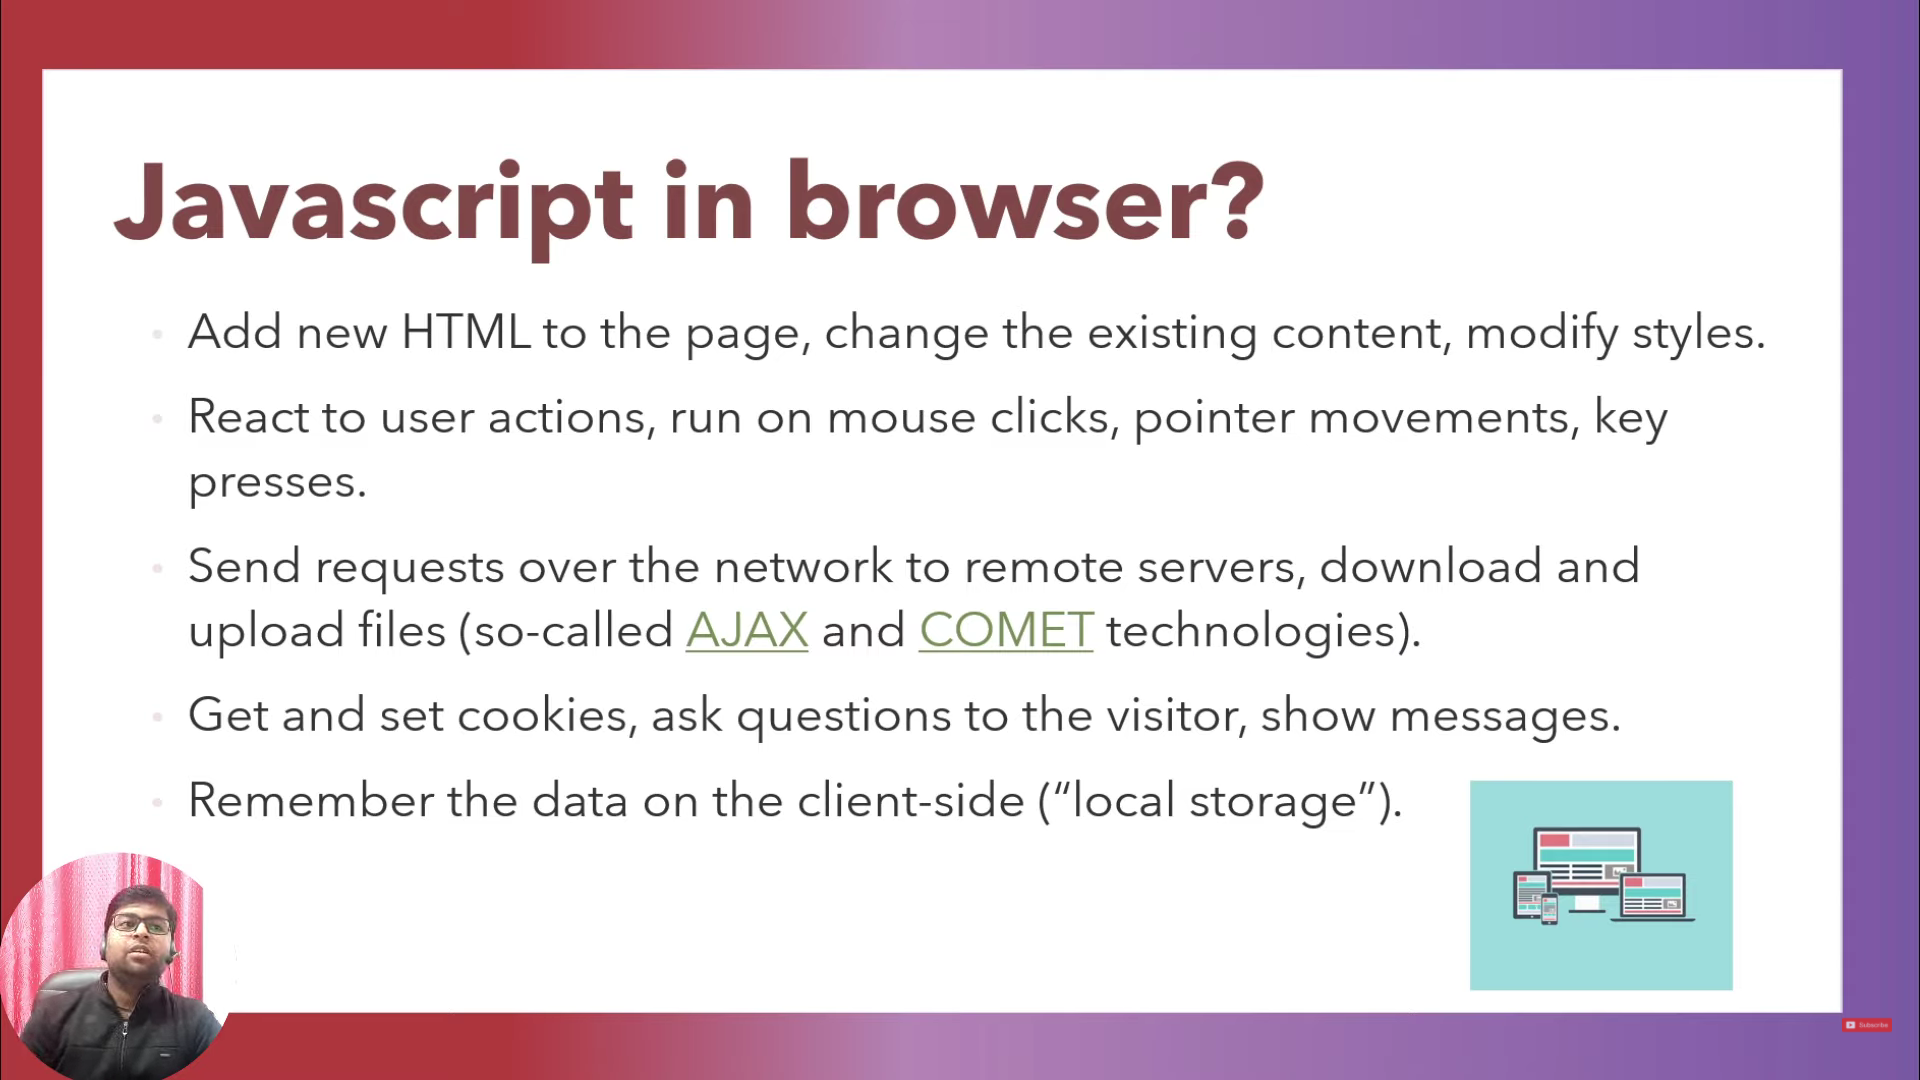 Javascript in browser?
Add new HTML to the page, change the existing content, modify styles.
React to user actions, run on mouse clicks, pointer movements, key
presses.
Send requests over the network to remote servers, download and
upload files (so-called AJAX and COMET technologies).
Get and set cookies, ask questions to the visitor, show messages.
Remember the data on the client-side (“local storage”).
Subscribe